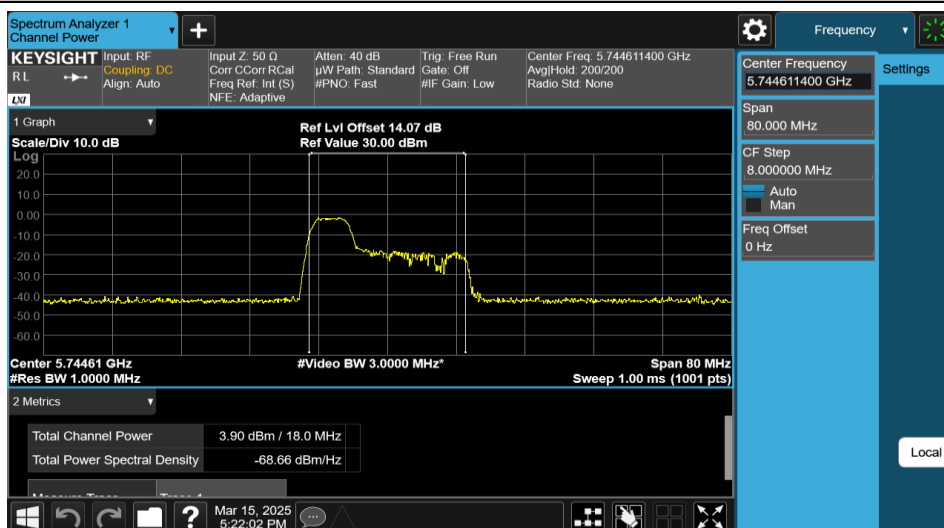 Spectrum Analyzer 1
Channel Power
+
Frequency
KEYSIGHT
R L
LXI
Input: RF
Coupling: DC
Align: Auto
Input Z: 50 Ω
Corr CCorr RCal
Freq Ref: Int (S)
NFE: Adaptive
Atten: 40 dB
µW Path: Standard
#PNO: Fast
Trig: Free Run
Gate: Off
#IF Gain: Low
Center Freq: 5.744611400 GHz
Avg|Hold: 200/200
Radio Std: None
Center Frequency
5.744611400 GHz
Settings
Span
80.000 MHz
CF Step
8.000000 MHz
Auto
Man
Freq Offset
0 Hz
Local
1 Graph
Scale/Div 10.0 dB
Ref Lvl Offset 14.07 dB
Ref Value 30.00 dBm
Log
20.0
10.0
0.00
-10.0
-20.0
-30.0
-40.0
-50.0
-60.0
Center 5.74461 GHz
#Video BW 3.0000 MHz*
Span 80 MHz
#Res BW 1.0000 MHz
Sweep 1.00 ms (1001 pts)
2 Metrics
Total Channel Power 3.90 dBm / 18.0 MHz
Total Power Spectral Density -68.66 dBm/Hz
Measure Trace Trace 1
?
Mar 15, 2025
5:22:02 PM